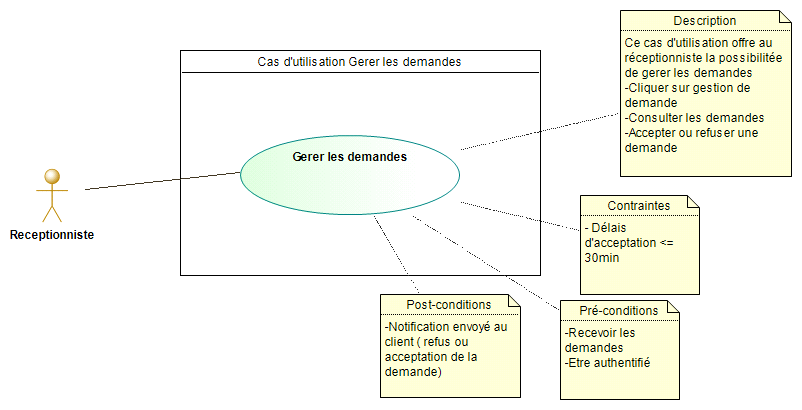 Description
Ce cas d'utilisation offre au
réceptionniste la possibilitée
de gerer les demandes
-Cliquer sur gestion de
demande
-Consulter les demandes
-Accepter ou refuser une
demande
Cas d'utilisation Gerer les demandes
Gerer les demandes
Receptionniste
Contraintes
- Délais
d'acceptation <=
30min
Post-conditions
-Notification envoyé au
client ( refus ou
acceptation de la
demande)
Pré-conditions
-Recevoir les
demandes
-Etre authentifié